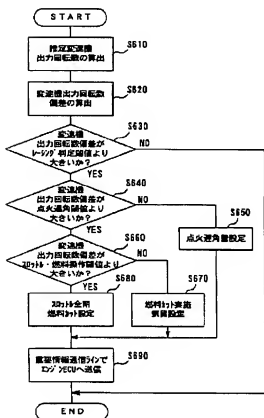 START
S610
推定変速機
出力回転数の算出
S620
変速機出力回転数
偏差の算出
S630
変速機
出力回転数偏差が
レーシング判定閾値より
大きいか?
NO
YES
S640
変速機
出力回転数偏差が
点火遅角閾値より
大きいか?
NO
YES
S650
点火遅角量設定
S660
変速機
出力回転数偏差が
スロットル・燃料操作閾値より
大きいか?
NO
YES
S680
スロットル全閉
燃料カット設定
S670
燃料カット実施
設定
S690
重要情報通信ラインで
エンジンECUへ送信
END